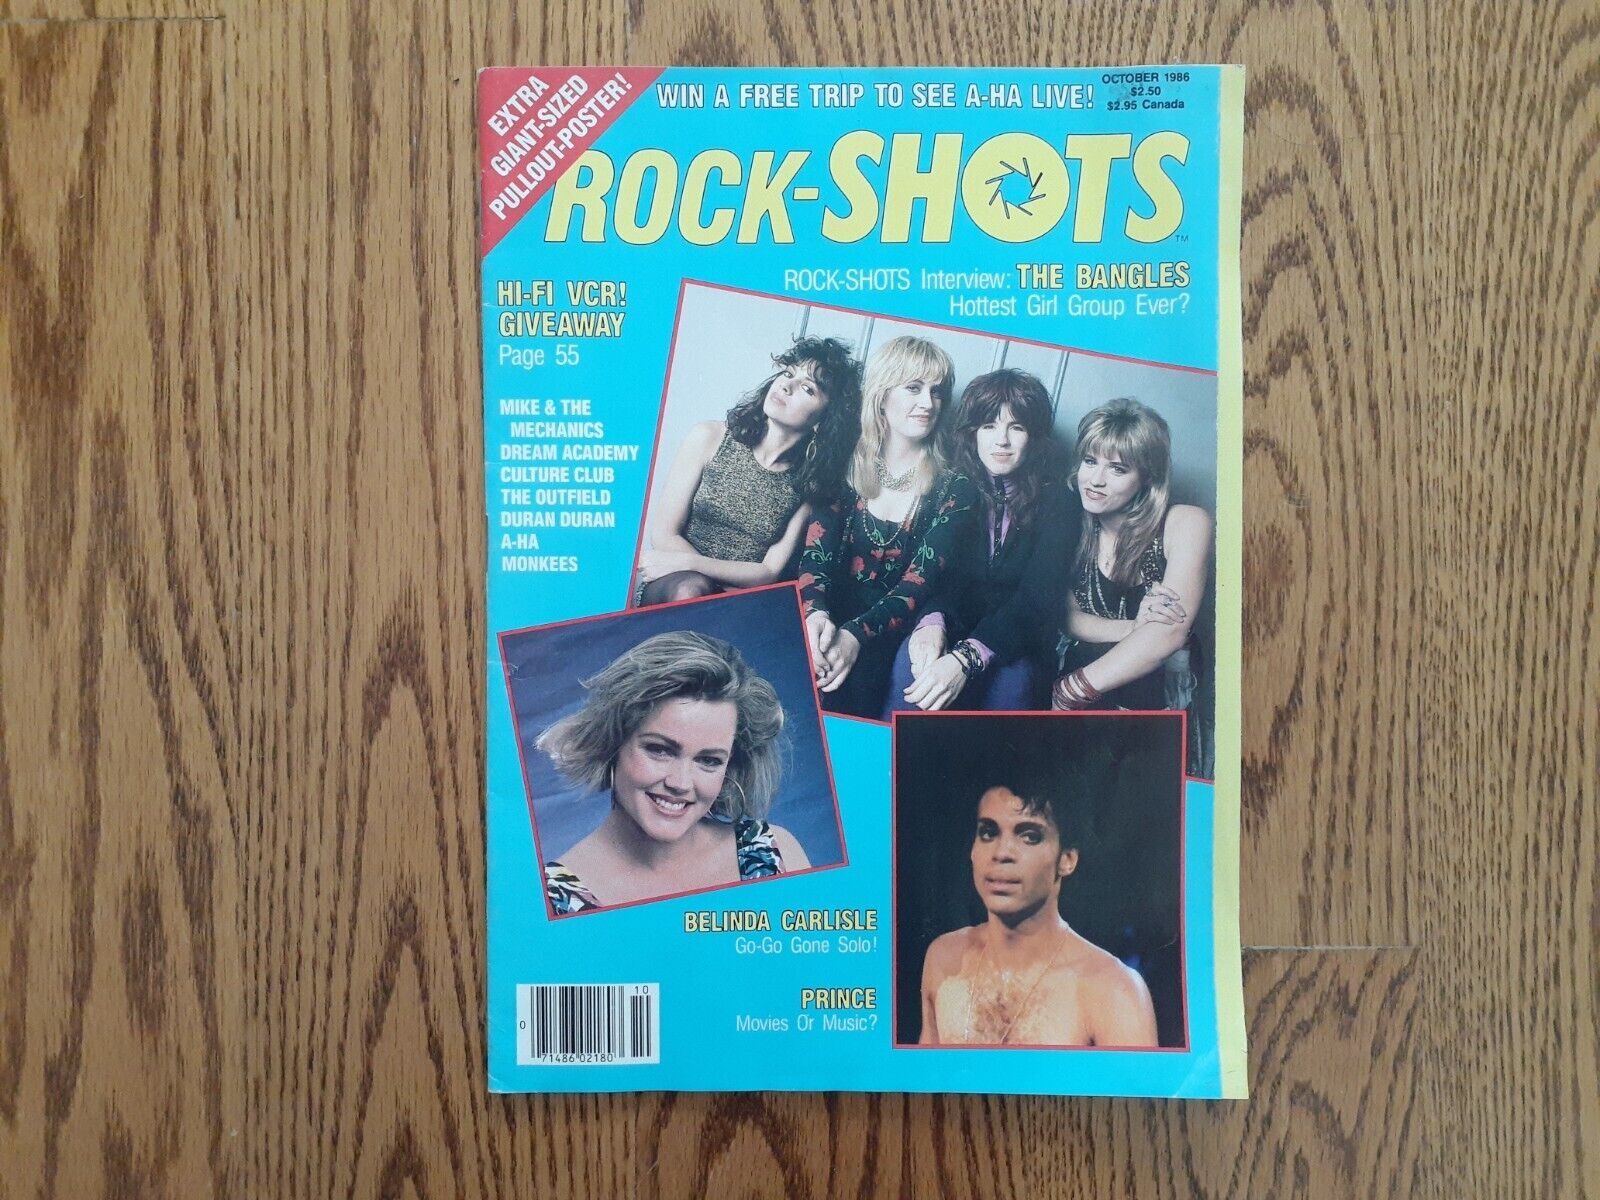 EXTRA
GIANT-SIZED
PULLOUT-POSTER!
WIN A FREE TRIP TO SEE A-HA LIVE!
OCTOBER 1986
$2.50
$2.95 Canada
ROCK-SHOTS
TM
ROCK-SHOTS Interview: THE BANGLES
Hottest Girl Group Ever?
HI-FI VCR!
GIVEAWAY
Page 55
MIKE & THE
MECHANICS
DREAM ACADEMY
CULTURE CLUB
THE OUTFIELD
DURAN DURAN
A-HA
MONKEES
BELINDA CARLISLE
Go-Go Gone Solo!
PRINCE
Movies Or Music?
10
0
71486 02180